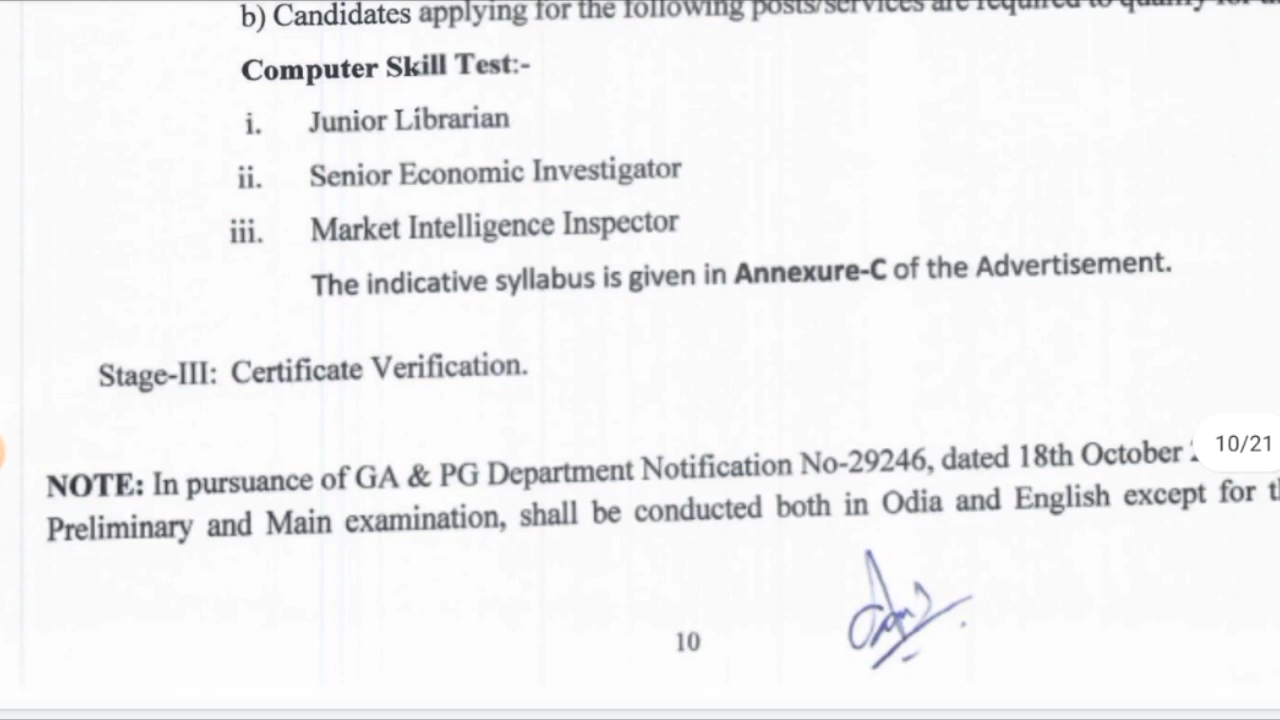 b) Candidates applying for the following posts/services are required to qualify for
Computer Skill Test:-
i. Junior Librarian
ii. Senior Economic Investigator
iii. Market Intelligence Inspector
The indicative syllabus is given in Annexure-C of the Advertisement.
Stage-III: Certificate Verification.
10/21
NOTE: In pursuance of GA & PG Department Notification No-29246, dated 18th October
Preliminary and Main examination, shall be conducted both in Odia and English except for
10